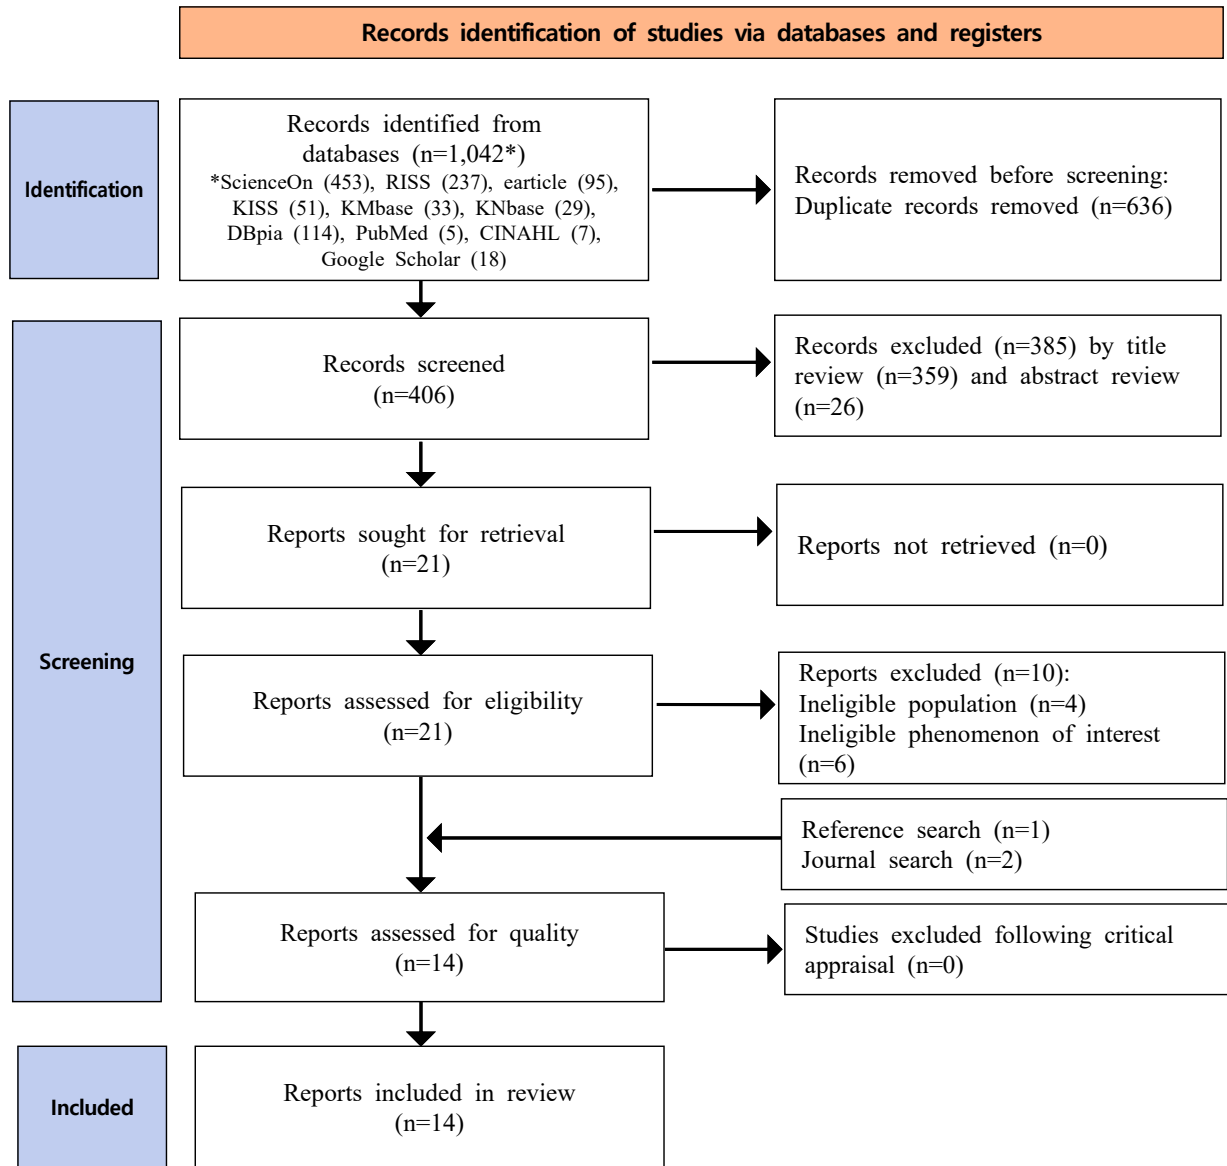 Records identification of studies via databases and registers
Identification
Records identified from
databases (n=1,042*)
*ScienceOn (453), RISS (237), earticle (95),
KISS (51), KMbase (33), KNbase (29),
DBpia (114), PubMed (5), CINAHL (7),
Google Scholar (18)
Records removed before screening:
Duplicate records removed (n=636)
Screening
Records screened
(n=406)
Records excluded (n=385) by title
review (n=359) and abstract review
(n=26)
Reports sought for retrieval
(n=21)
Reports not retrieved (n=0)
Reports assessed for eligibility
(n=21)
Reports excluded (n=10):
Ineligible population (n=4)
Ineligible phenomenon of interest
(n=6)
Reference search (n=1)
Journal search (n=2)
Reports assessed for quality
(n=14)
Studies excluded following critical
appraisal (n=0)
Included
Reports included in review
(n=14)